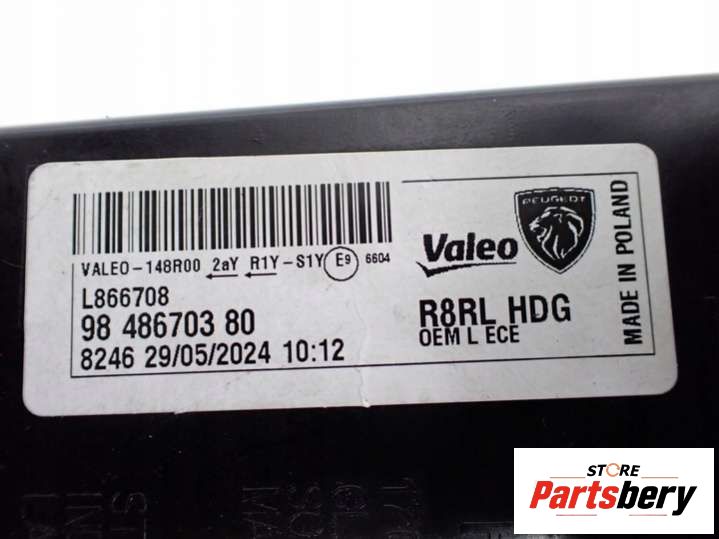 VALEO-148R00 2aY R1Y-S1Y E9 6604
L866708
98 486703 80
8246 29/05/2024 10:12
Valeo
PEUGEOT
R8RL HDG
OEM L ECE
MADE IN POLAND
STORE
Partsbery